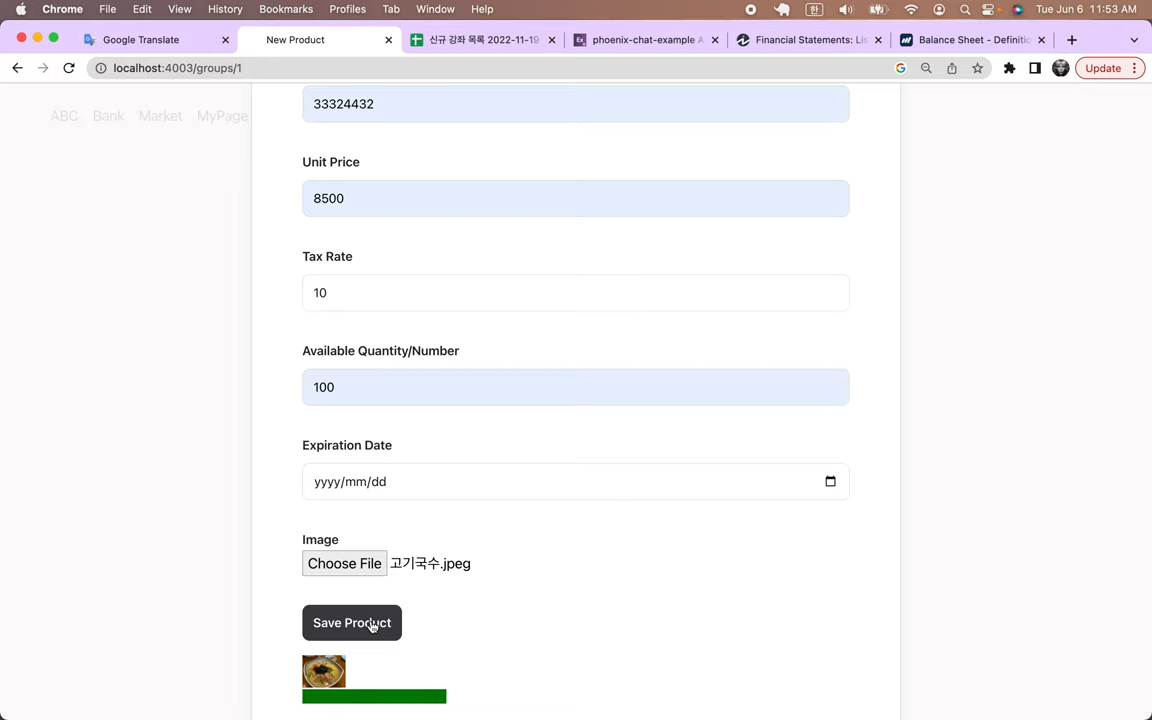 Chrome File Edit View History Bookmarks Profiles Tab Window Help 한 Tue Jun 6 11:53 AM
Google Translate New Product 신규 강좌 목록 2022-11-19 phoenix-chat-example Financial Statements: Lis Balance Sheet - Definitio
localhost:4003/groups/1 Update
ABC Bank Market MyPage
33324432
Unit Price
8500
Tax Rate
10
Available Quantity/Number
100
Expiration Date
yyyy/mm/dd
Image
Choose File 고기국수.jpeg
Save Product